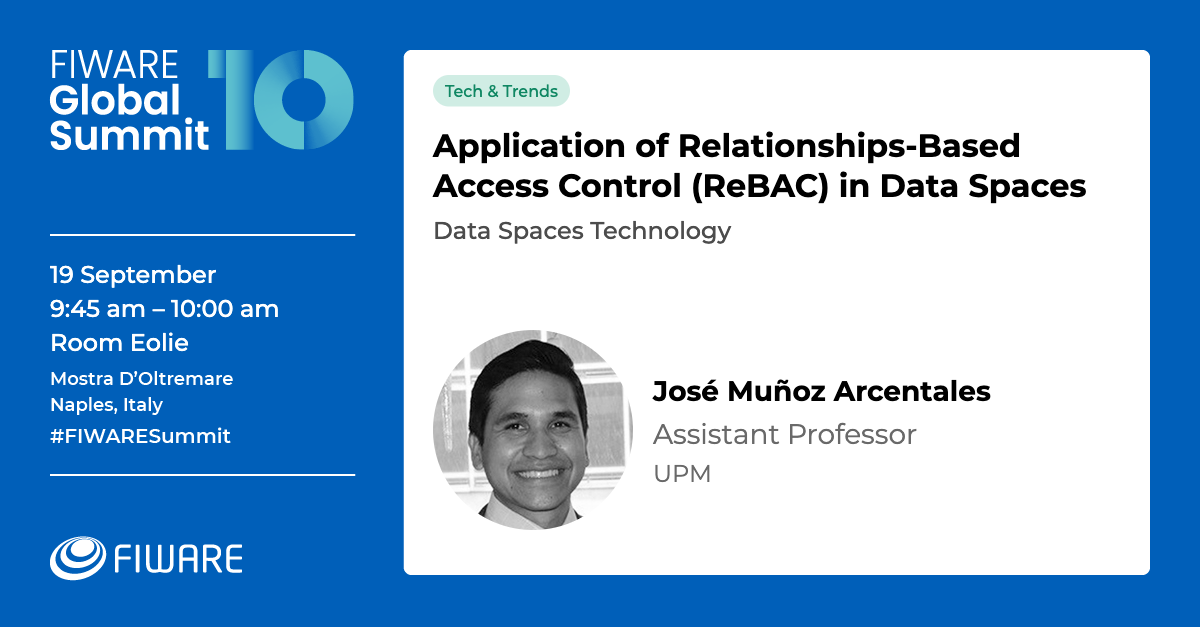 FIWARE
Global
Summit
10
19 September
9:45 am – 10:00 am
Room Eolie
Mostra D’Oltremare
Naples, Italy
#FIWARESummit
FIWARE
Tech & Trends
Application of Relationships-Based
Access Control (ReBAC) in Data Spaces
Data Spaces Technology
José Muñoz Arcentales
Assistant Professor
UPM